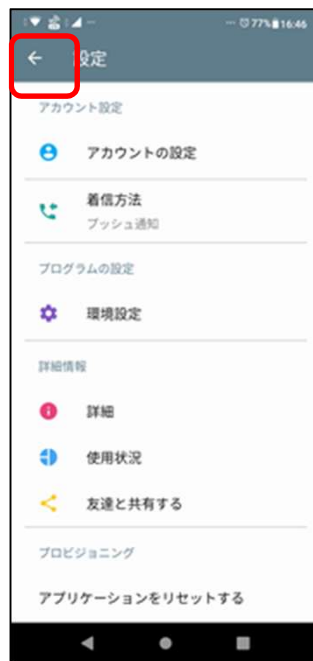 77% 16:46
設定
アカウント設定
アカウントの設定
着信方法
プッシュ通知
プログラムの設定
環境設定
詳細情報
詳細
使用状況
友達と共有する
プロビジョニング
アプリケーションをリセットする